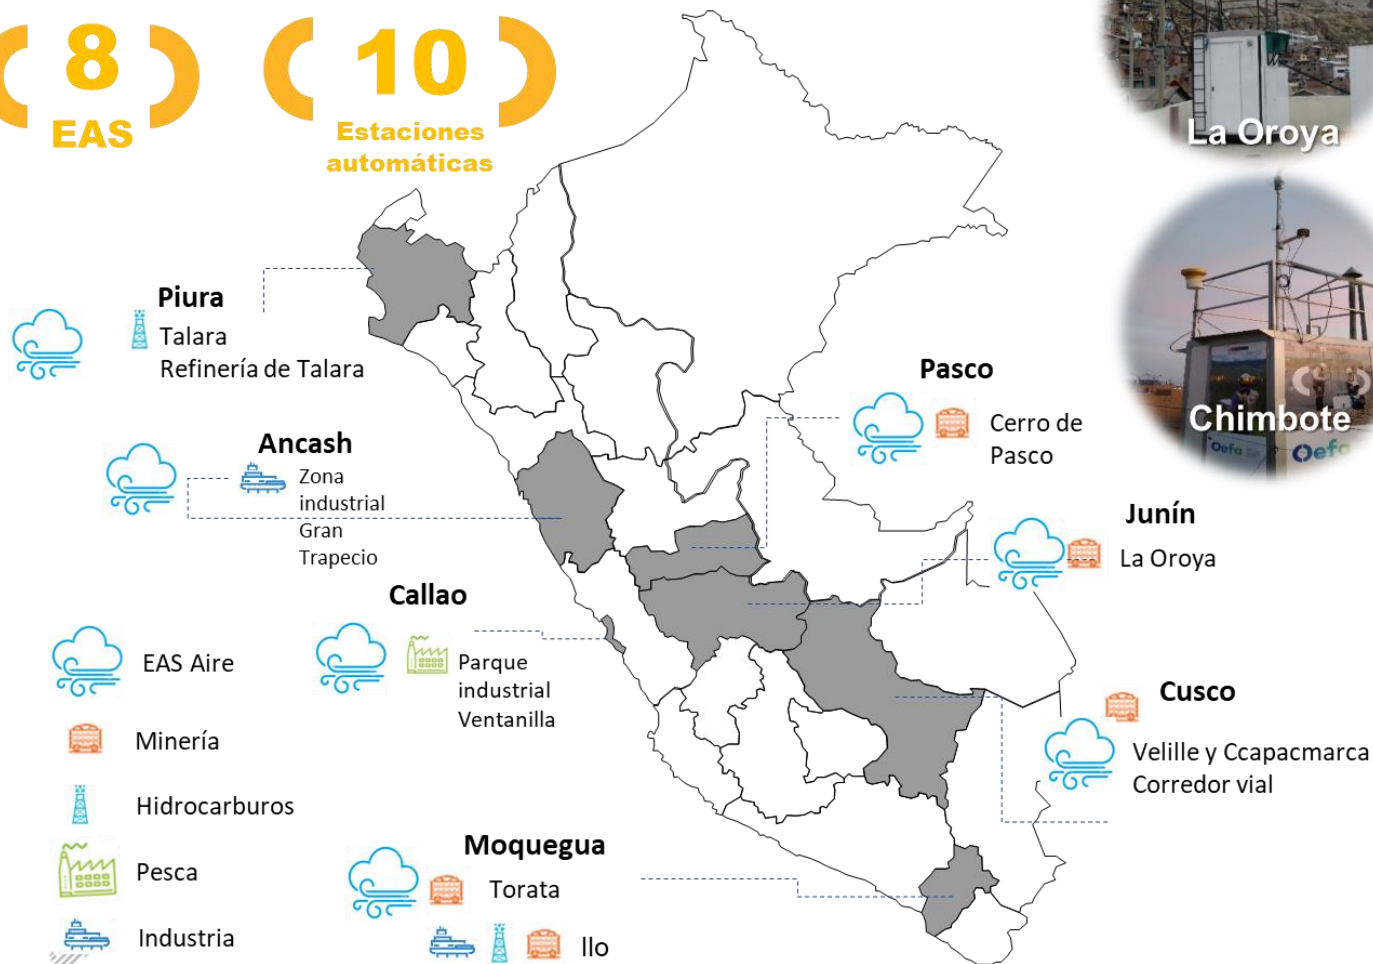 8
EAS
10
Estaciones
automáticas
La Oroya
Piura
Talara
Refinería de Talara
Pasco
Cerro de
Pasco
Chimbote
Oefa
Oefa
Ancash
Zona
industrial
Gran
Trapecio
Junín
La Oroya
Callao
Parque
industrial
Ventanilla
Cusco
Velille y Ccapacmarca
Corredor vial
EAS Aire
Minería
Hidrocarburos
Pesca
Industria
Moquegua
Torata
Ilo